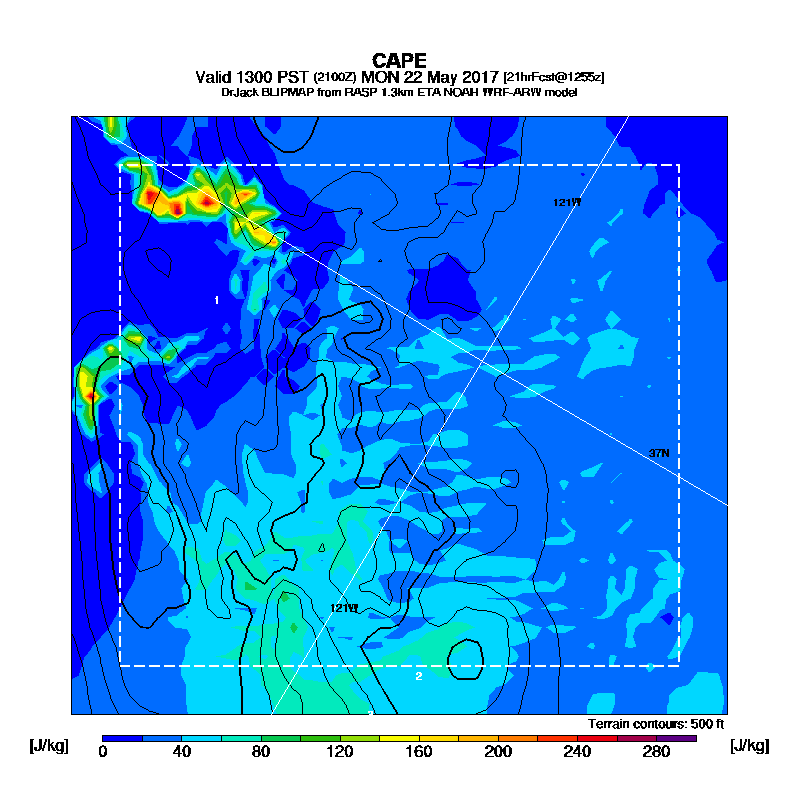 CAPE
Valid 1300 PST (2100Z) MON 22 May 2017 [21hrFcst@1255z]
DrJack BLIPMAP from RASP 1.3km ETA NOAH WRF-ARW model
121W
1
37N
121W
2
Terrain contours: 500 ft
[J/kg] 0 40 80 120 160 200 240 280 [J/kg]